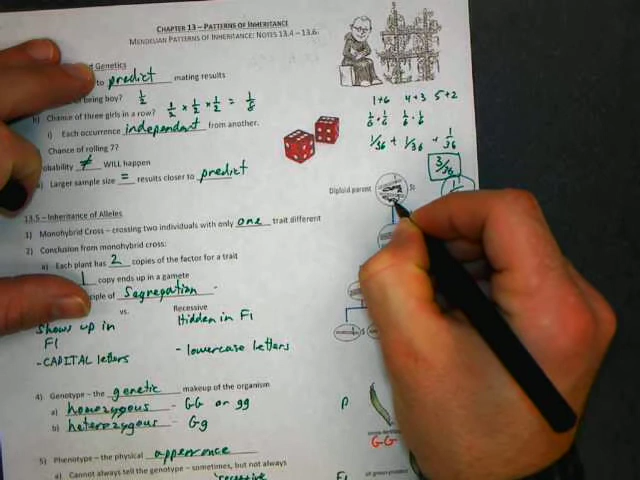 CHAPTER 13 – PATTERNS OF INHERITANCE
MENDELIAN PATTERNS OF INHERITANCE: NOTES 13.4 – 13.6
Genetics
to predict mating results
being boy? 1/2
b) Chance of three girls in a row? 1/2 x 1/2 x 1/2 = 1/8
i) Each occurrence independant from another.
Chance of rolling 7?
≠ WILL happen
Larger sample size = results closer to predict
1+6 4+3 5+2
1/6 · 1/6 1/6 · 1/6
1/36 + 1/36 + 1/36
3/36
Diploid parent
13.5 – Inheritance of Alleles
1) Monohybrid Cross – crossing two individuals with only one trait different
2) Conclusion from monohybrid cross:
a) Each plant has 2 copies of the factor for a trait
1 copy ends up in a gamete
of Segregation
vs. Recessive
Shows up in F1
Hidden in F1
- CAPITAL letters
- lowercase letters
4) Genotype – the genetic makeup of the organism
a) homozygous - GG or gg
b) heterozygous - Gg
P
GG
5) Phenotype – the physical appearance
a) Cannot always tell the genotype – sometimes, but not always
F1